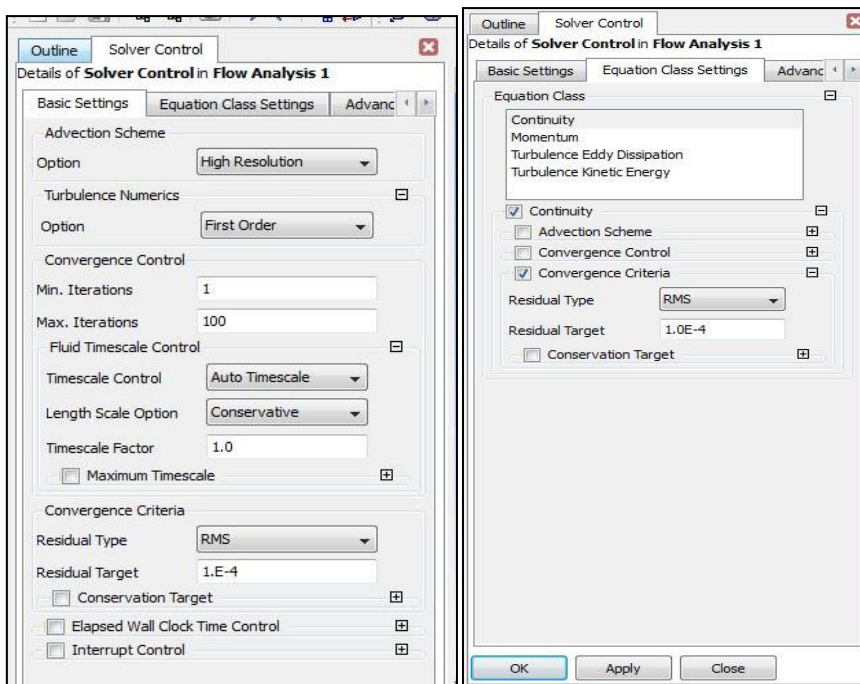 Outline Solver Control
Details of Solver Control in Flow Analysis 1
Basic Settings Equation Class Settings Advanc
Advection Scheme
Option High Resolution
Turbulence Numerics
Option First Order
Convergence Control
Min. Iterations 1
Max. Iterations 100
Fluid Timescale Control
Timescale Control Auto Timescale
Length Scale Option Conservative
Timescale Factor 1.0
Maximum Timescale
Convergence Criteria
Residual Type RMS
Residual Target 1.E-4
Conservation Target
Elapsed Wall Clock Time Control
Interrupt Control
Outline Solver Control
Details of Solver Control in Flow Analysis 1
Basic Settings Equation Class Settings Advanc
Equation Class
Continuity
Momentum
Turbulence Eddy Dissipation
Turbulence Kinetic Energy
Continuity
Advection Scheme
Convergence Control
Convergence Criteria
Residual Type RMS
Residual Target 1.0E-4
Conservation Target
OK Apply Close